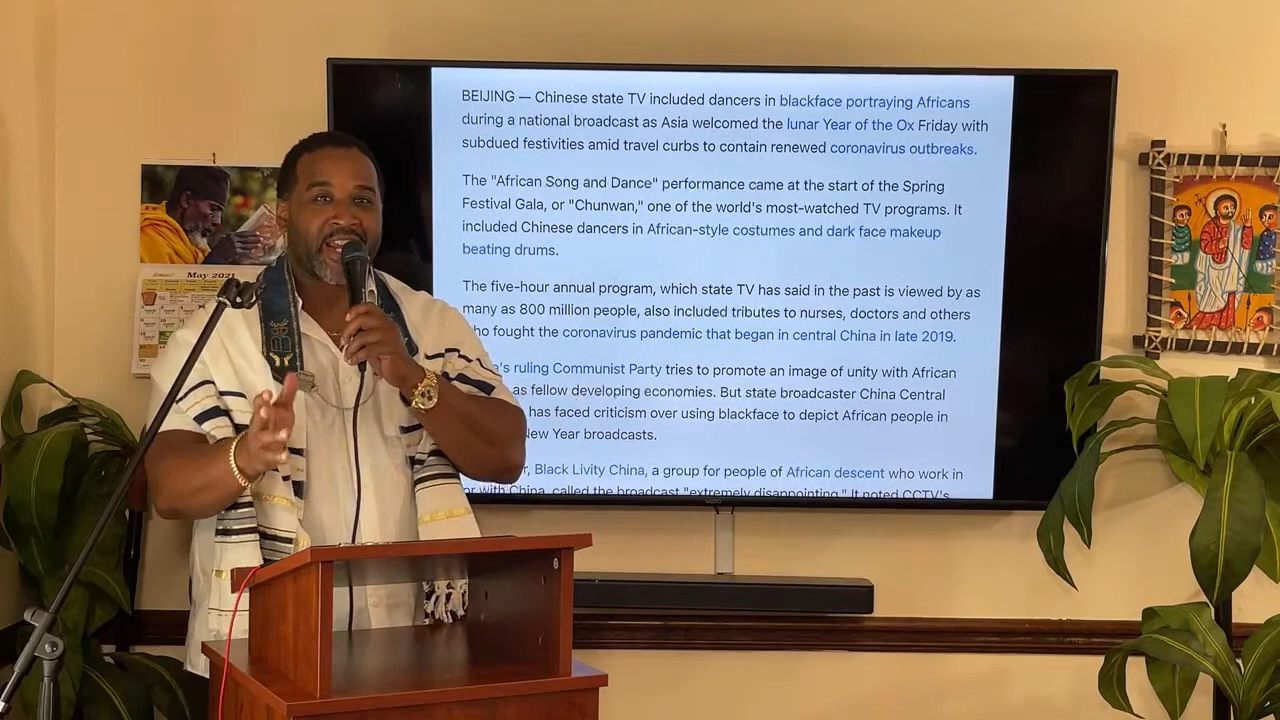 BEIJING — Chinese state TV included dancers in blackface portraying Africans
during a national broadcast as Asia welcomed the lunar Year of the Ox Friday with
subdued festivities amid travel curbs to contain renewed coronavirus outbreaks.
The "African Song and Dance" performance came at the start of the Spring
Festival Gala, or "Chunwan," one of the world's most-watched TV programs. It
included Chinese dancers in African-style costumes and dark face makeup
beating drums.
The five-hour annual program, which state TV has said in the past is viewed by as
many as 800 million people, also included tributes to nurses, doctors and others
who fought the coronavirus pandemic that began in central China in late 2019.
ruling Communist Party tries to promote an image of unity with African
as fellow developing economies. But state broadcaster China Central
has faced criticism over using blackface to depict African people in
New Year broadcasts.
Black Livity China, a group for people of African descent who work in
or with China, called the broadcast "extremely disappointing." It noted CCTV's
May 2021